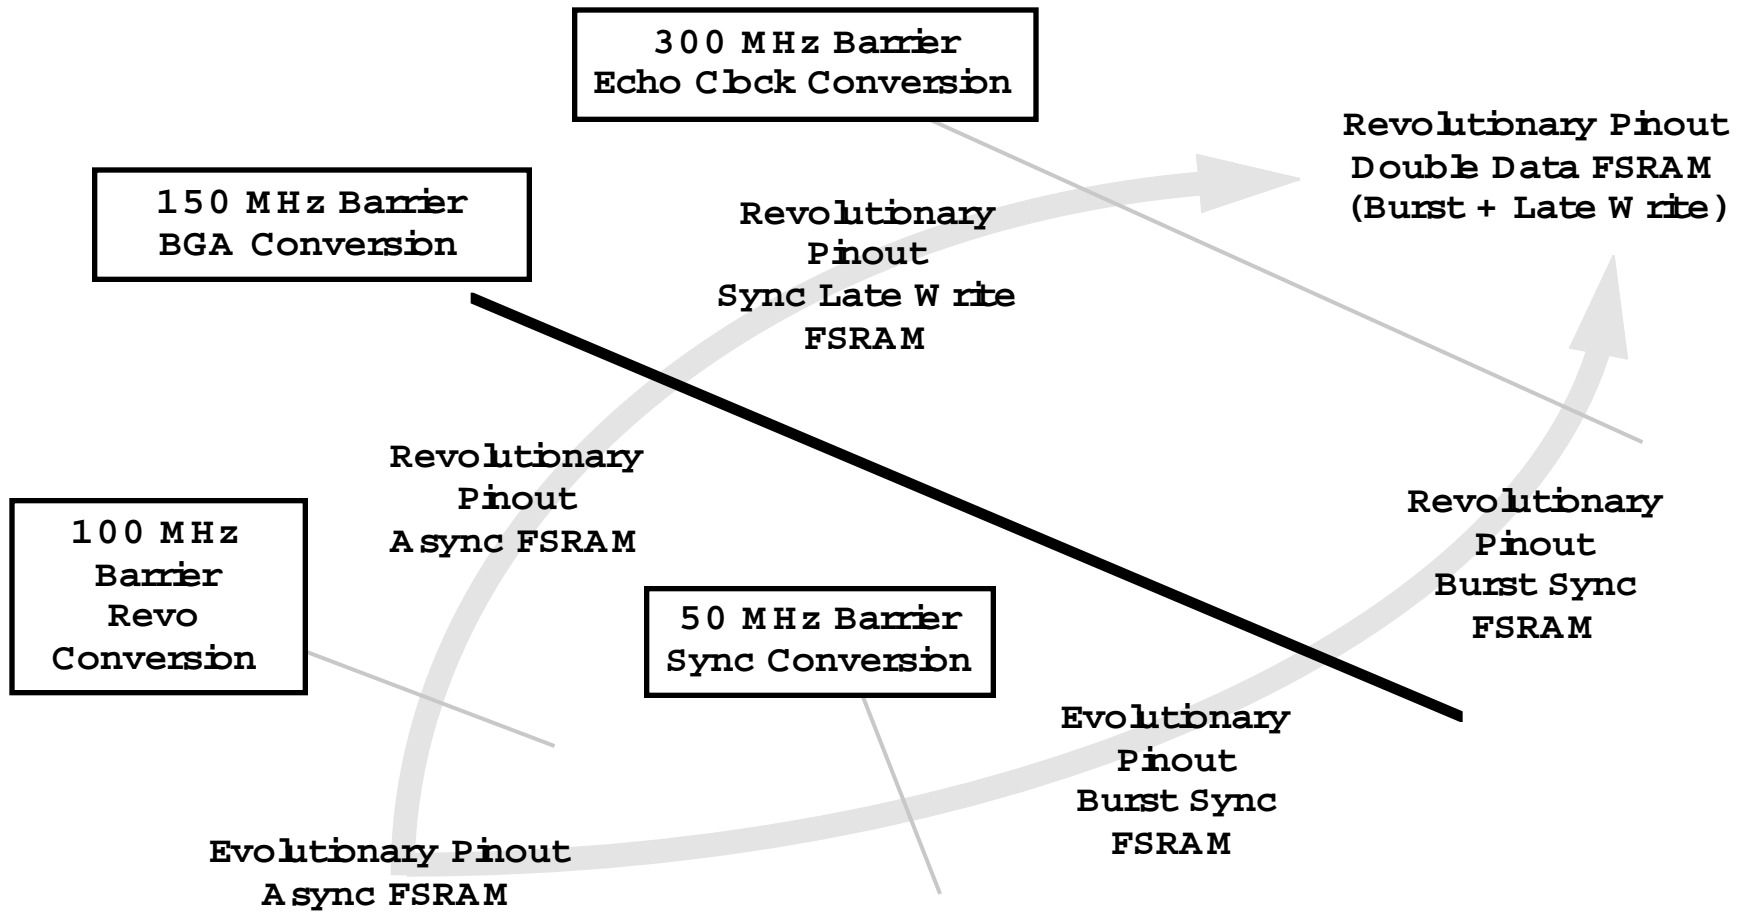 300 MHz Barrier
Echo Clock Conversion
Revolutionary Pinout
Double Data FSRAM
(Burst + Late Write)
150 MHz Barrier
BGA Conversion
Revolutionary
Pinout
Sync Late Write
FSRAM
Revolutionary
Pinout
Async FSRAM
100 MHz
Barrier
Revo
Conversion
50 MHz Barrier
Sync Conversion
Revolutionary
Pinout
Burst Sync
FSRAM
Evolutionary
Pinout
Burst Sync
FSRAM
Evolutionary Pinout
Async FSRAM